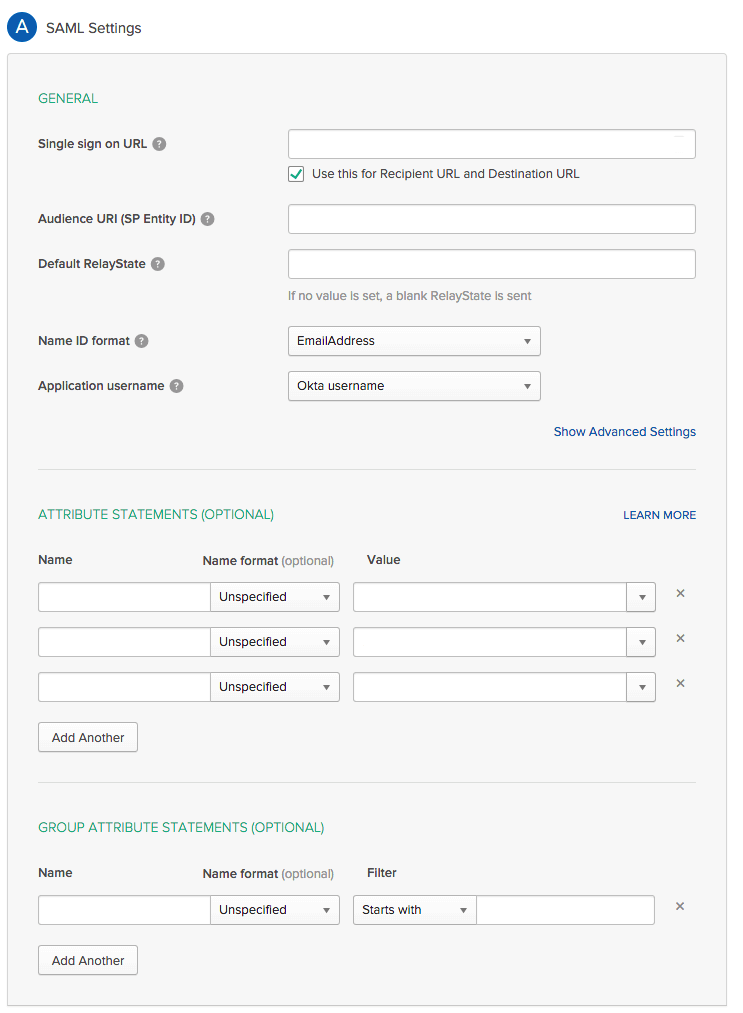 A SAML Settings
GENERAL
Single sign on URL ?
Use this for Recipient URL and Destination URL
Audience URI (SP Entity ID) ?
Default RelayState ?
If no value is set, a blank RelayState is sent
Name ID format ? EmailAddress
Application username ? Okta username
Show Advanced Settings
ATTRIBUTE STATEMENTS (OPTIONAL) LEARN MORE
Name Name format (optional) Value
Unspecified
Unspecified
Unspecified
Add Another
GROUP ATTRIBUTE STATEMENTS (OPTIONAL)
Name Name format (optional) Filter
Unspecified Starts with
Add Another